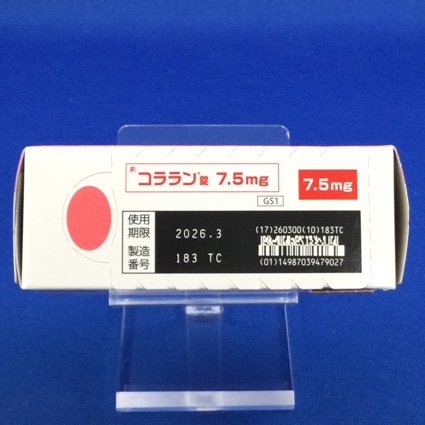 劇 コララン®錠 7.5mg
7.5mg
GS1
使用期限 2026.3
製造番号 183 TC
(17)260300(10)183TC
(01)14987039479027